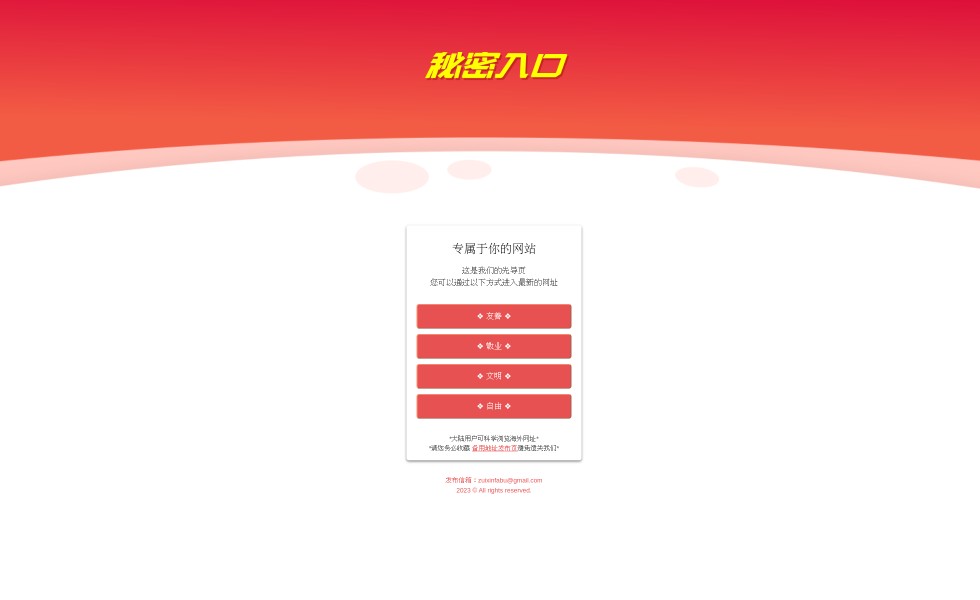 秘密入口
专属于你的网站
这是我们的先导页
您可以通过以下方式进入最新的网址
❖ 友善 ❖
❖ 敬业 ❖
❖ 文明 ❖
❖ 自由 ❖
*大陆用户可科学浏览海外网址*
*请您务必收藏 备用地址发布页避免遗失我们*
发布信箱：zuixinfabu@gmail.com
2023 © All rights reserved.